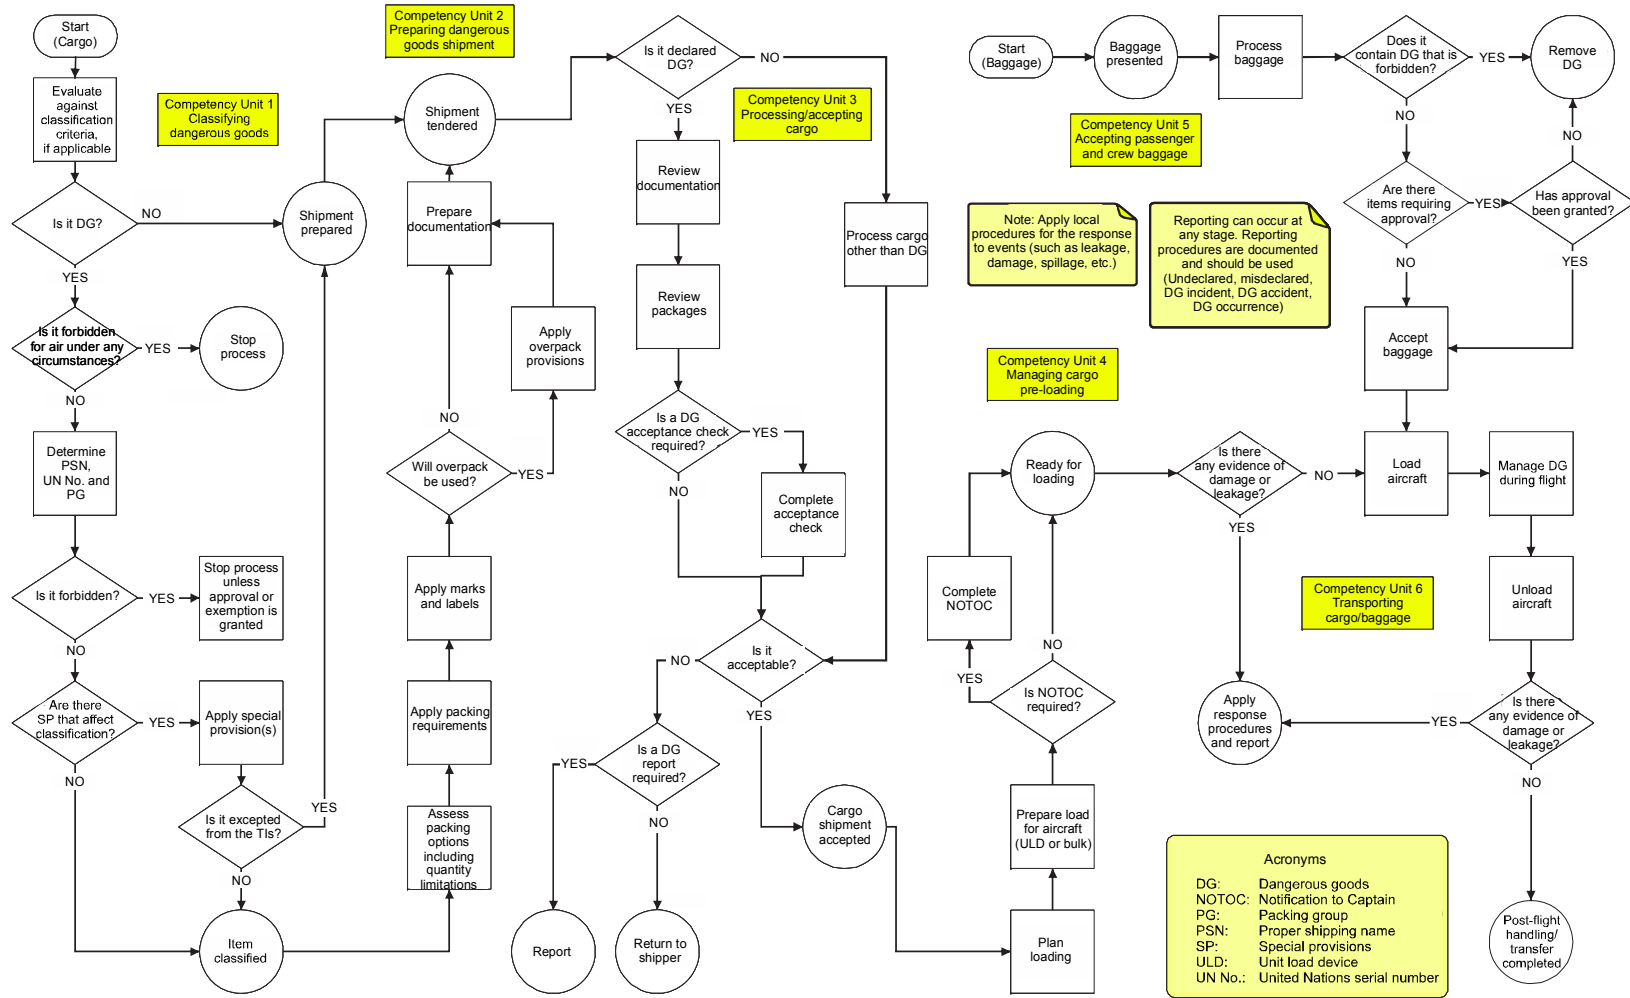 Start
(Cargo)
Evaluate
against
classification
criteria,
if applicable
Competency Unit 1
Classifying
dangerous goods
Is it DG?
NO
YES
Shipment
prepared
Is it forbidden
for air under any
circumstances?
YES
Stop
process
NO
Determine
PSN,
UN No. and
PG
Is it forbidden?
YES
Stop process
unless
approval or
exemption is
granted
NO
Are there
SP that affect
classification?
YES
Apply special
provision(s)
NO
Is it excepted
from the TIs?
YES
NO
Item
classified
Competency Unit 2
Preparing dangerous
goods shipment
Shipment
tendered
Prepare
documentation
Apply
overpack
provisions
NO
Will overpack
be used?
YES
Apply marks
and labels
Apply packing
requirements
Assess
packing
options
including
quantity
limitations
Is it declared
DG?
NO
YES
Competency Unit 3
Processing/accepting
cargo
Review
documentation
Process cargo
other than DG
Review
packages
Is a DG
acceptance check
required?
YES
NO
Complete
acceptance
check
Is it
acceptable?
NO
YES
Is a DG
report
required?
YES
NO
Report
Return to
shipper
Cargo
shipment
accepted
Start
(Baggage)
Baggage
presented
Process
baggage
Does it
contain DG that is
forbidden?
YES
Remove
DG
NO
NO
Competency Unit 5
Accepting passenger
and crew baggage
Are there
items requiring
approval?
YES
Has approval
been granted?
NO
YES
Note: Apply local
procedures for the response
to events (such as leakage,
damage, spillage, etc.)
Reporting can occur at
any stage. Reporting
procedures are documented
and should be used
(Undeclared, misdeclared,
DG incident, DG accident,
DG occurrence)
Accept
baggage
Competency Unit 4
Managing cargo
pre-loading
Ready for
loading
Is there
any evidence of
damage or
leakage?
NO
YES
Load
aircraft
Manage DG
during flight
Complete
NOTOC
NO
YES
Is NOTOC
required?
Prepare load
for aircraft
(ULD or bulk)
Plan
loading
Competency Unit 6
Transporting
cargo/baggage
Unload
aircraft
Apply
response
procedures
and report
YES
Is there
any evidence of
damage or
leakage?
NO
Post-flight
handling/
transfer
completed
Acronyms
DG: Dangerous goods
NOTOC: Notification to Captain
PG: Packing group
PSN: Proper shipping name
SP: Special provisions
ULD: Unit load device
UN No.: United Nations serial number